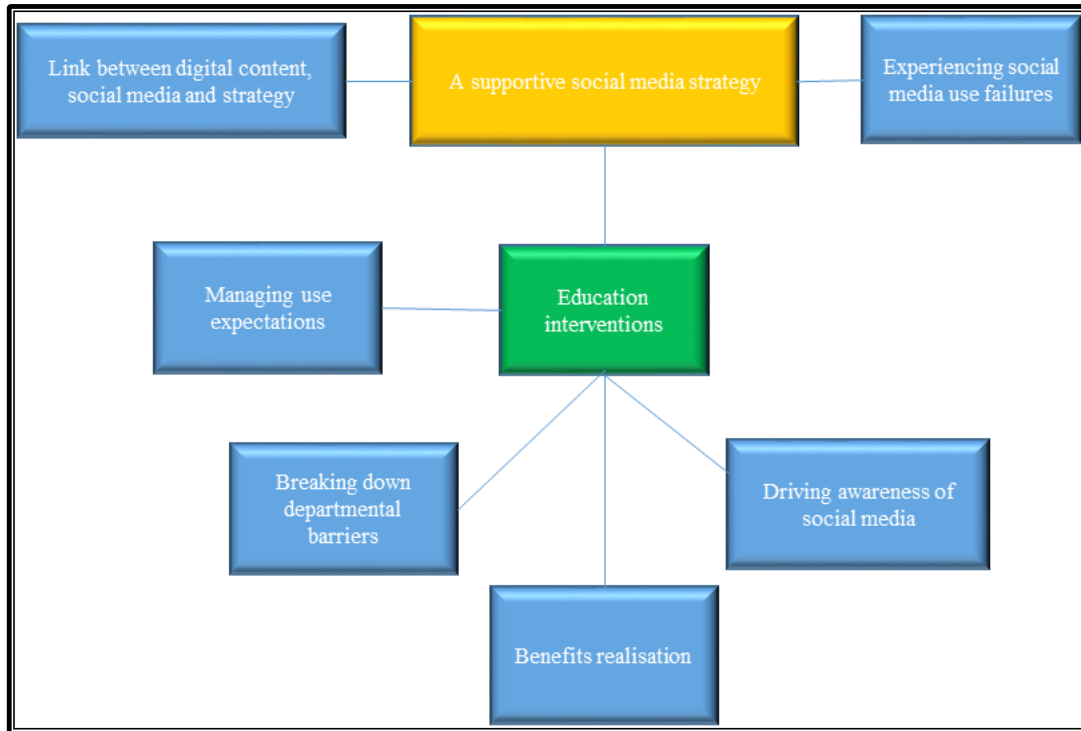 Link between digital content,
social media and strategy
A supportive social media strategy
Experiencing social
media use failures
Managing use
expectations
Education
interventions
Breaking down
departmental
barriers
Driving awareness of
social media
Benefits realisation